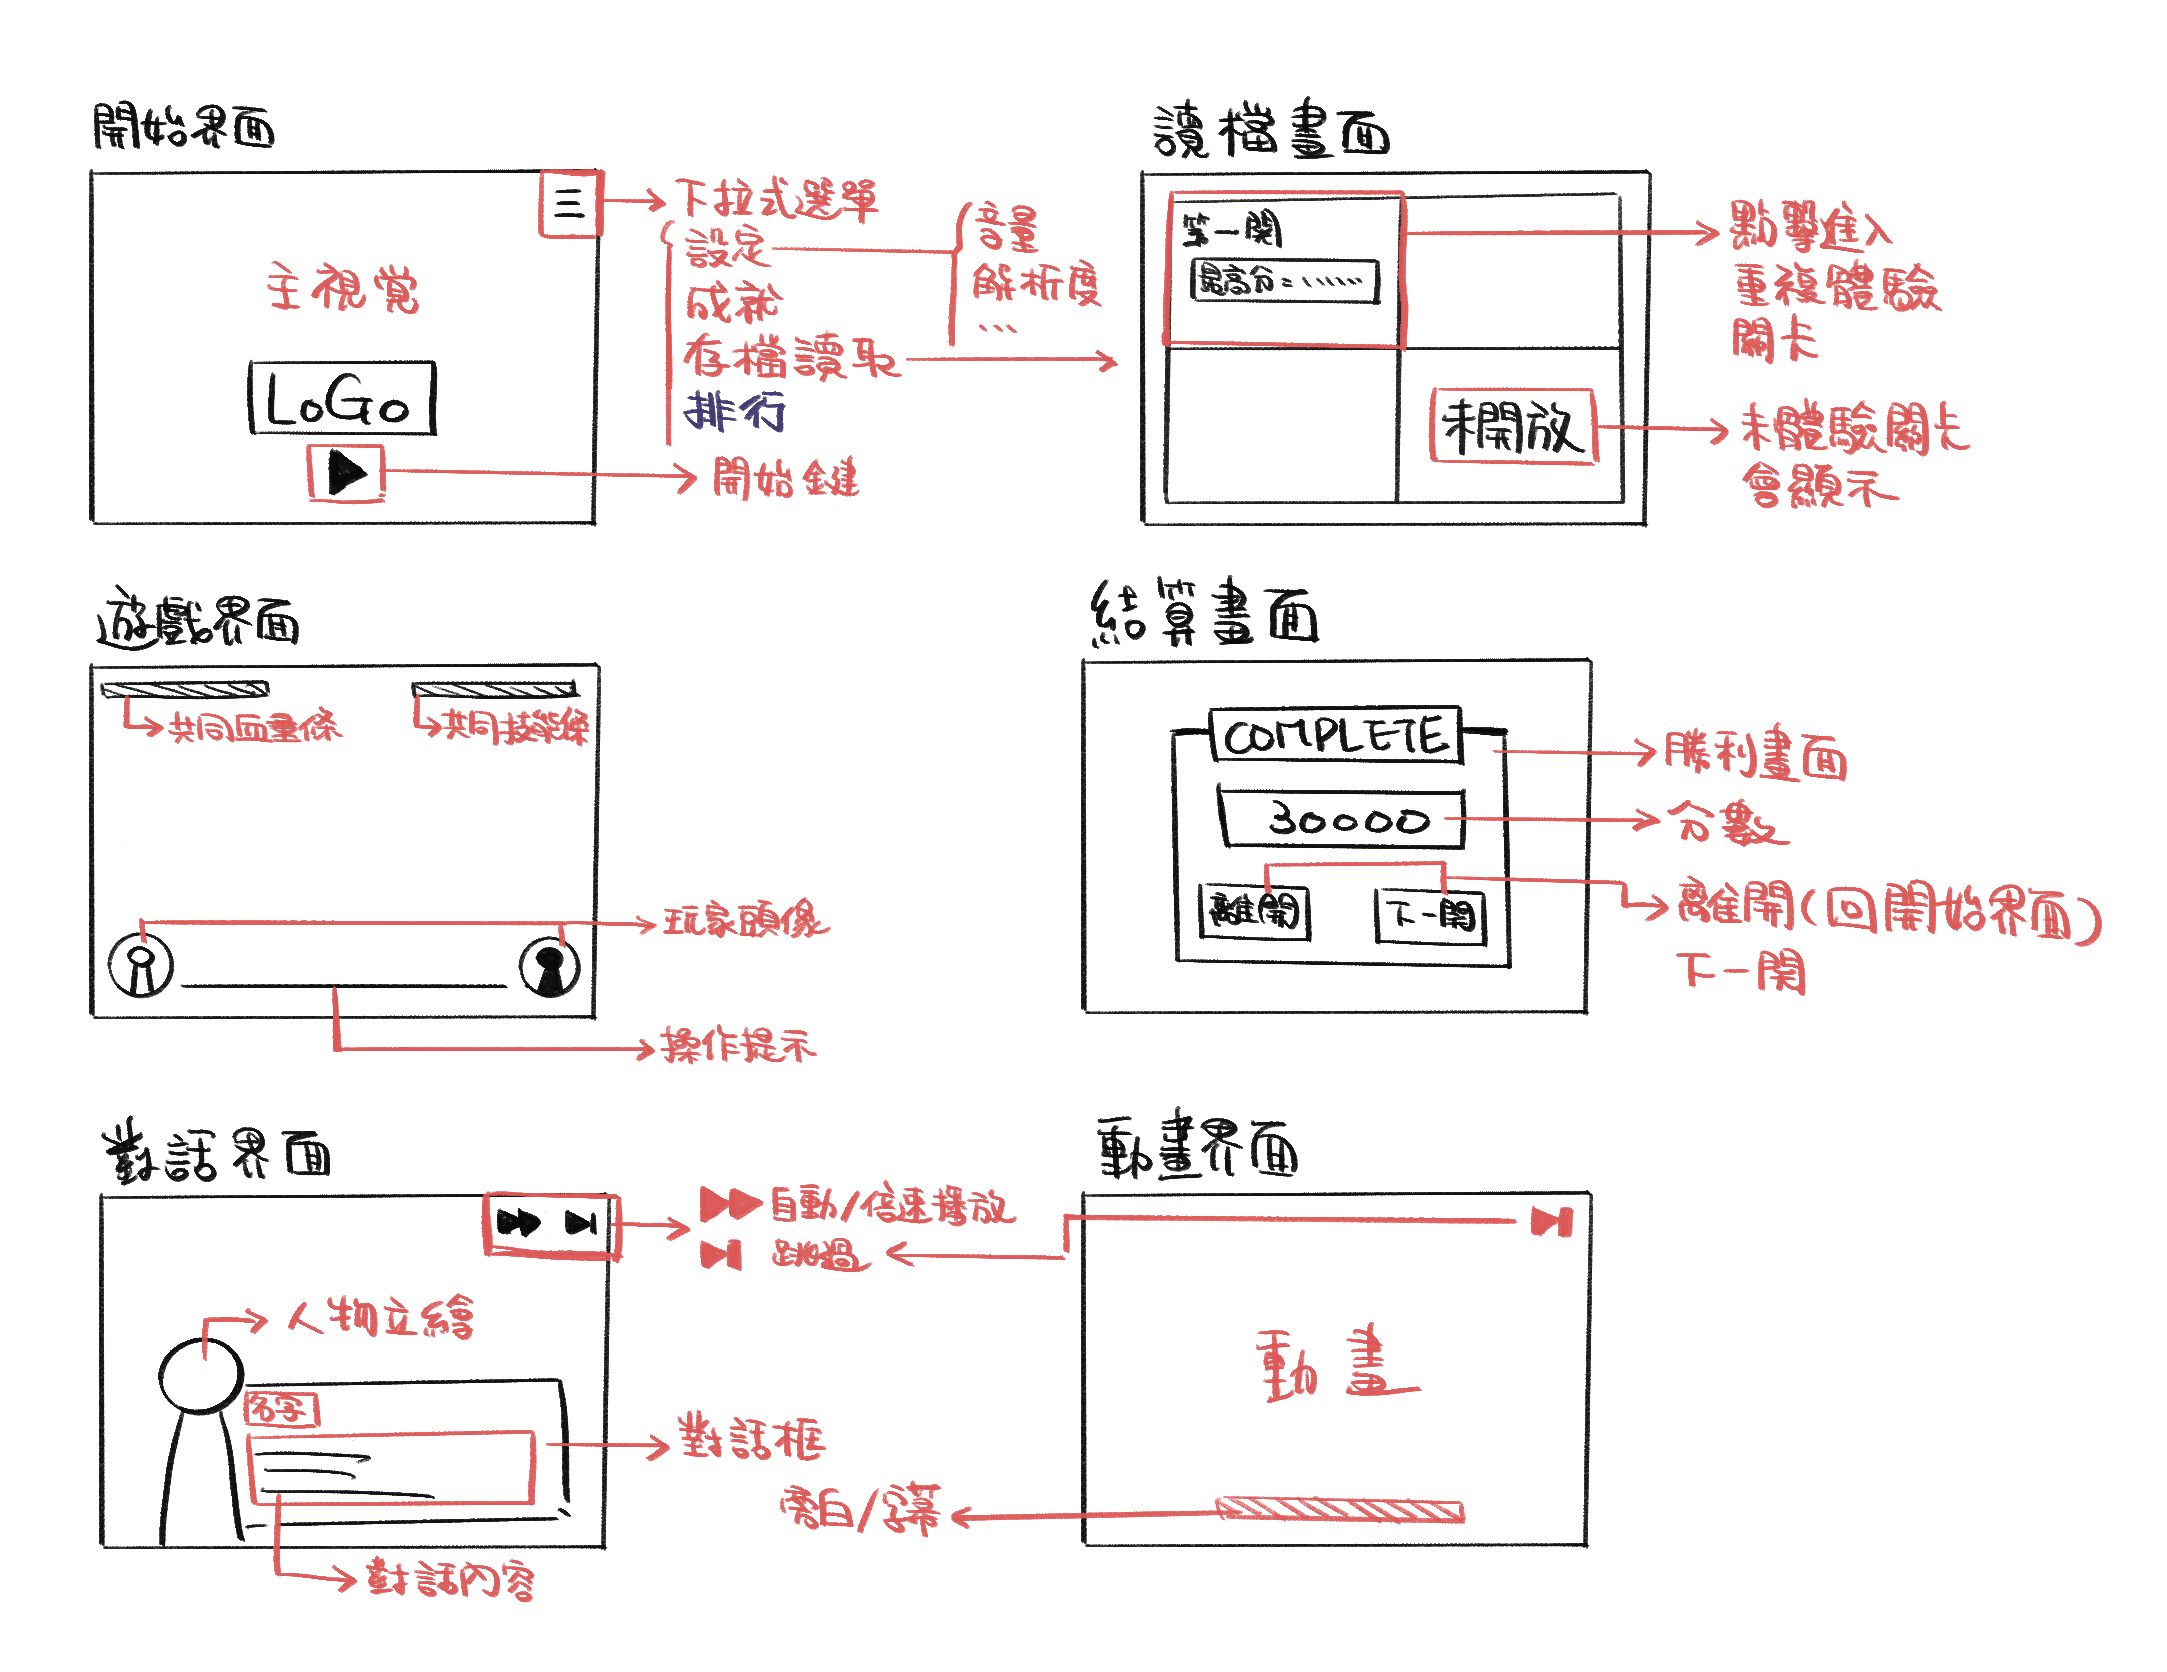 開始界面
主視覺
LOGO
下拉式選單
設定
成就
存檔讀取
排行
音量
解析度
...
開始鍵
讀檔畫面
第一關
最高分：......
點擊進入
重複體驗
關卡
未開放
未體驗關卡
會顯示
遊戲界面
共同血量條
共同技能條
玩家頭像
操作提示
結算畫面
COMPLETE
30000
離開
下一關
勝利畫面
分數
離開(回開始界面)
下一關
對話界面
自動/倍速播放
跳過
人物立繪
名字
對話框
對話內容
動畫界面
動畫
旁白/字幕